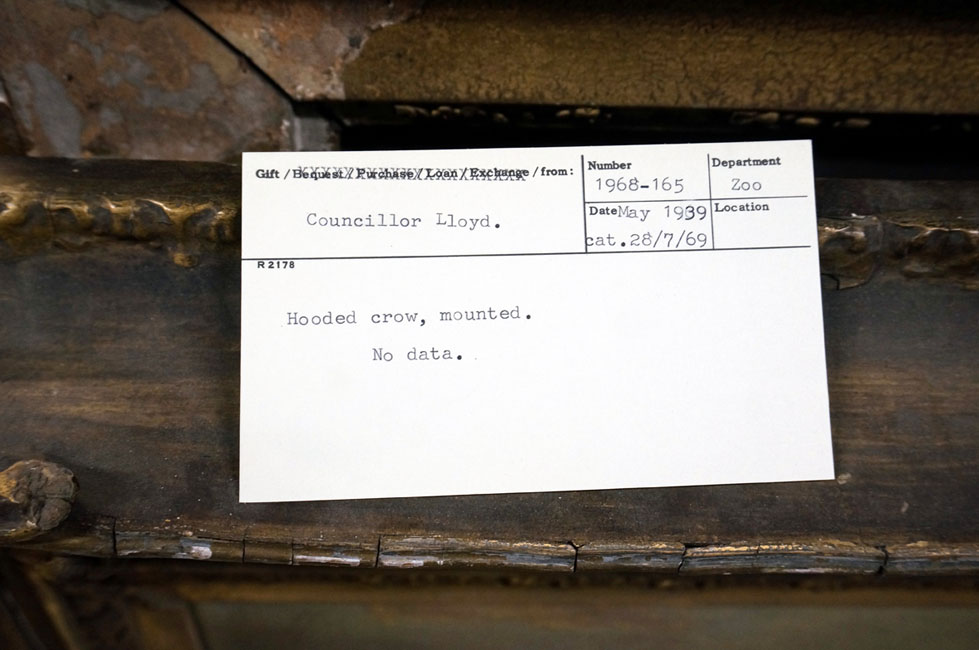 Gift / Bequest / Purchase / Loan / Exchange / from:
Councillor Lloyd.
Number
1968-165
Department
Zoo
Date May 1939
cat. 28/7/69
Location
R 2178
Hooded crow, mounted.
No data.